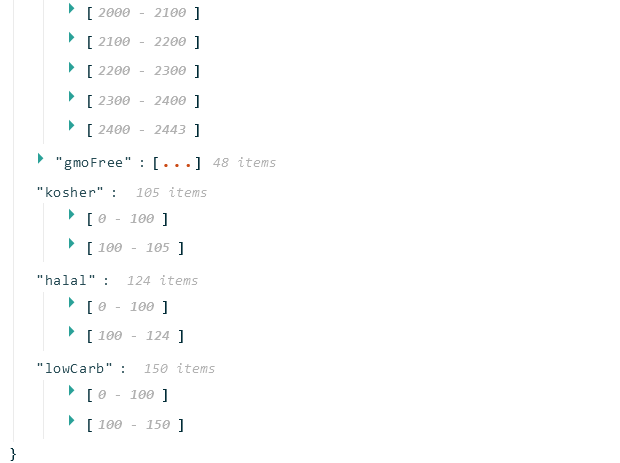 [ 2000 - 2100 ]
[ 2100 - 2200 ]
[ 2200 - 2300 ]
[ 2300 - 2400 ]
[ 2400 - 2443 ]
"gmoFree" : [...] 48 items
"kosher" : 105 items
[ 0 - 100 ]
[ 100 - 105 ]
"halal" : 124 items
[ 0 - 100 ]
[ 100 - 124 ]
"lowCarb" : 150 items
[ 0 - 100 ]
[ 100 - 150 ]
}